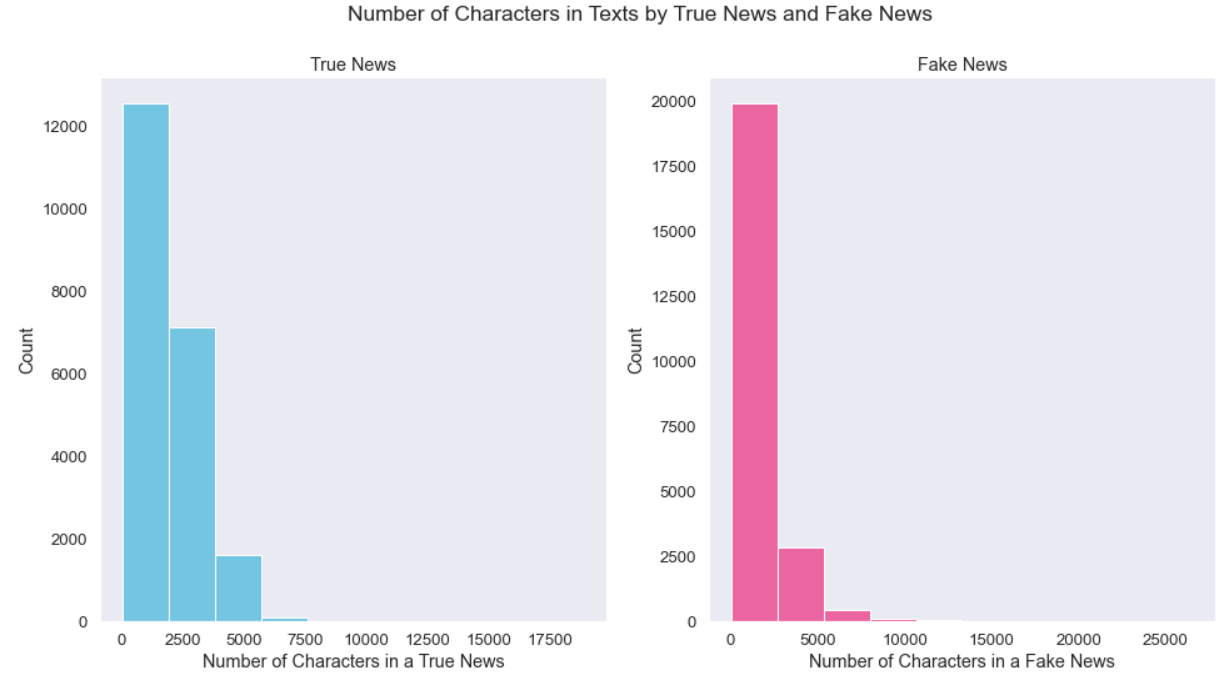 Number of Characters in Texts by True News and Fake News
True News
12000
10000
8000
6000
4000
2000
0
Count
0 2500 5000 7500 10000 12500 15000 17500
Number of Characters in a True News
Fake News
20000
17500
15000
12500
10000
7500
5000
2500
0
Count
0 5000 10000 15000 20000 25000
Number of Characters in a Fake News